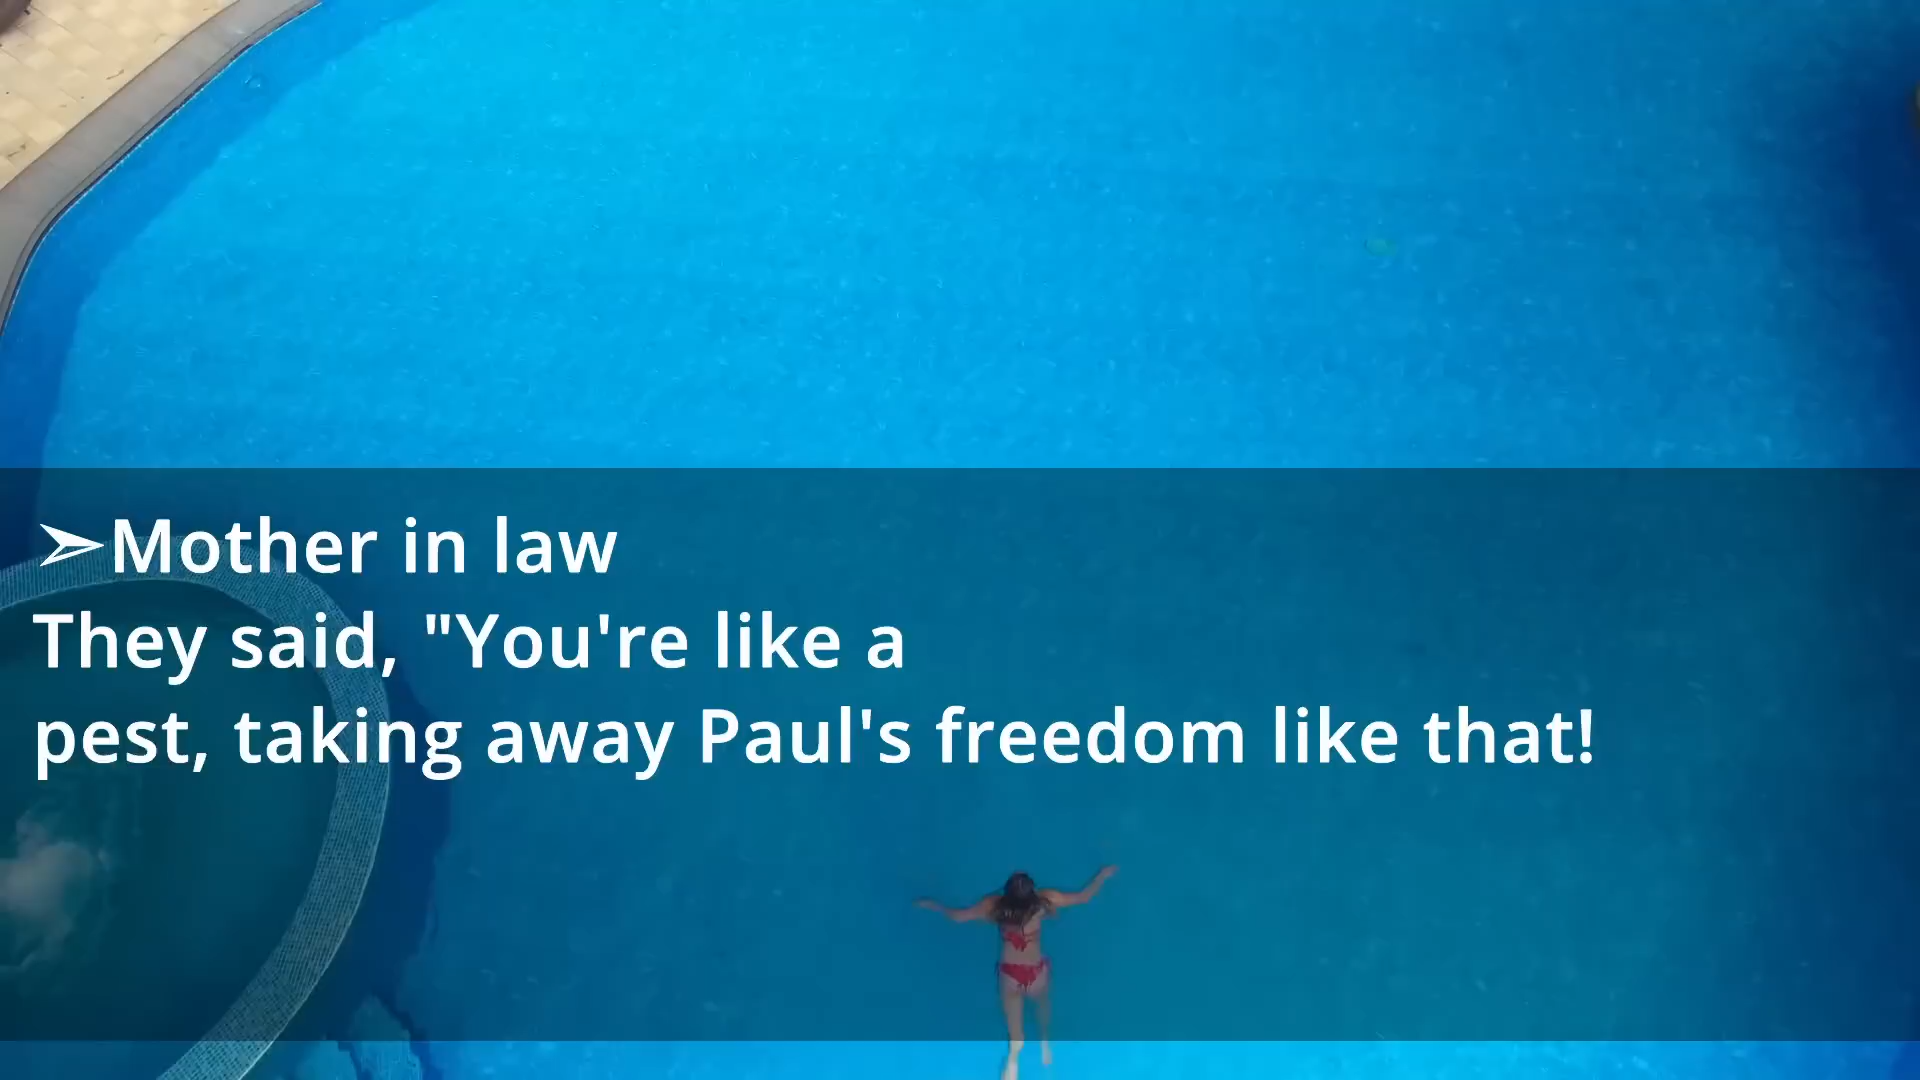 ➣Mother in law
They said, "You're like a
pest, taking away Paul's freedom like that!